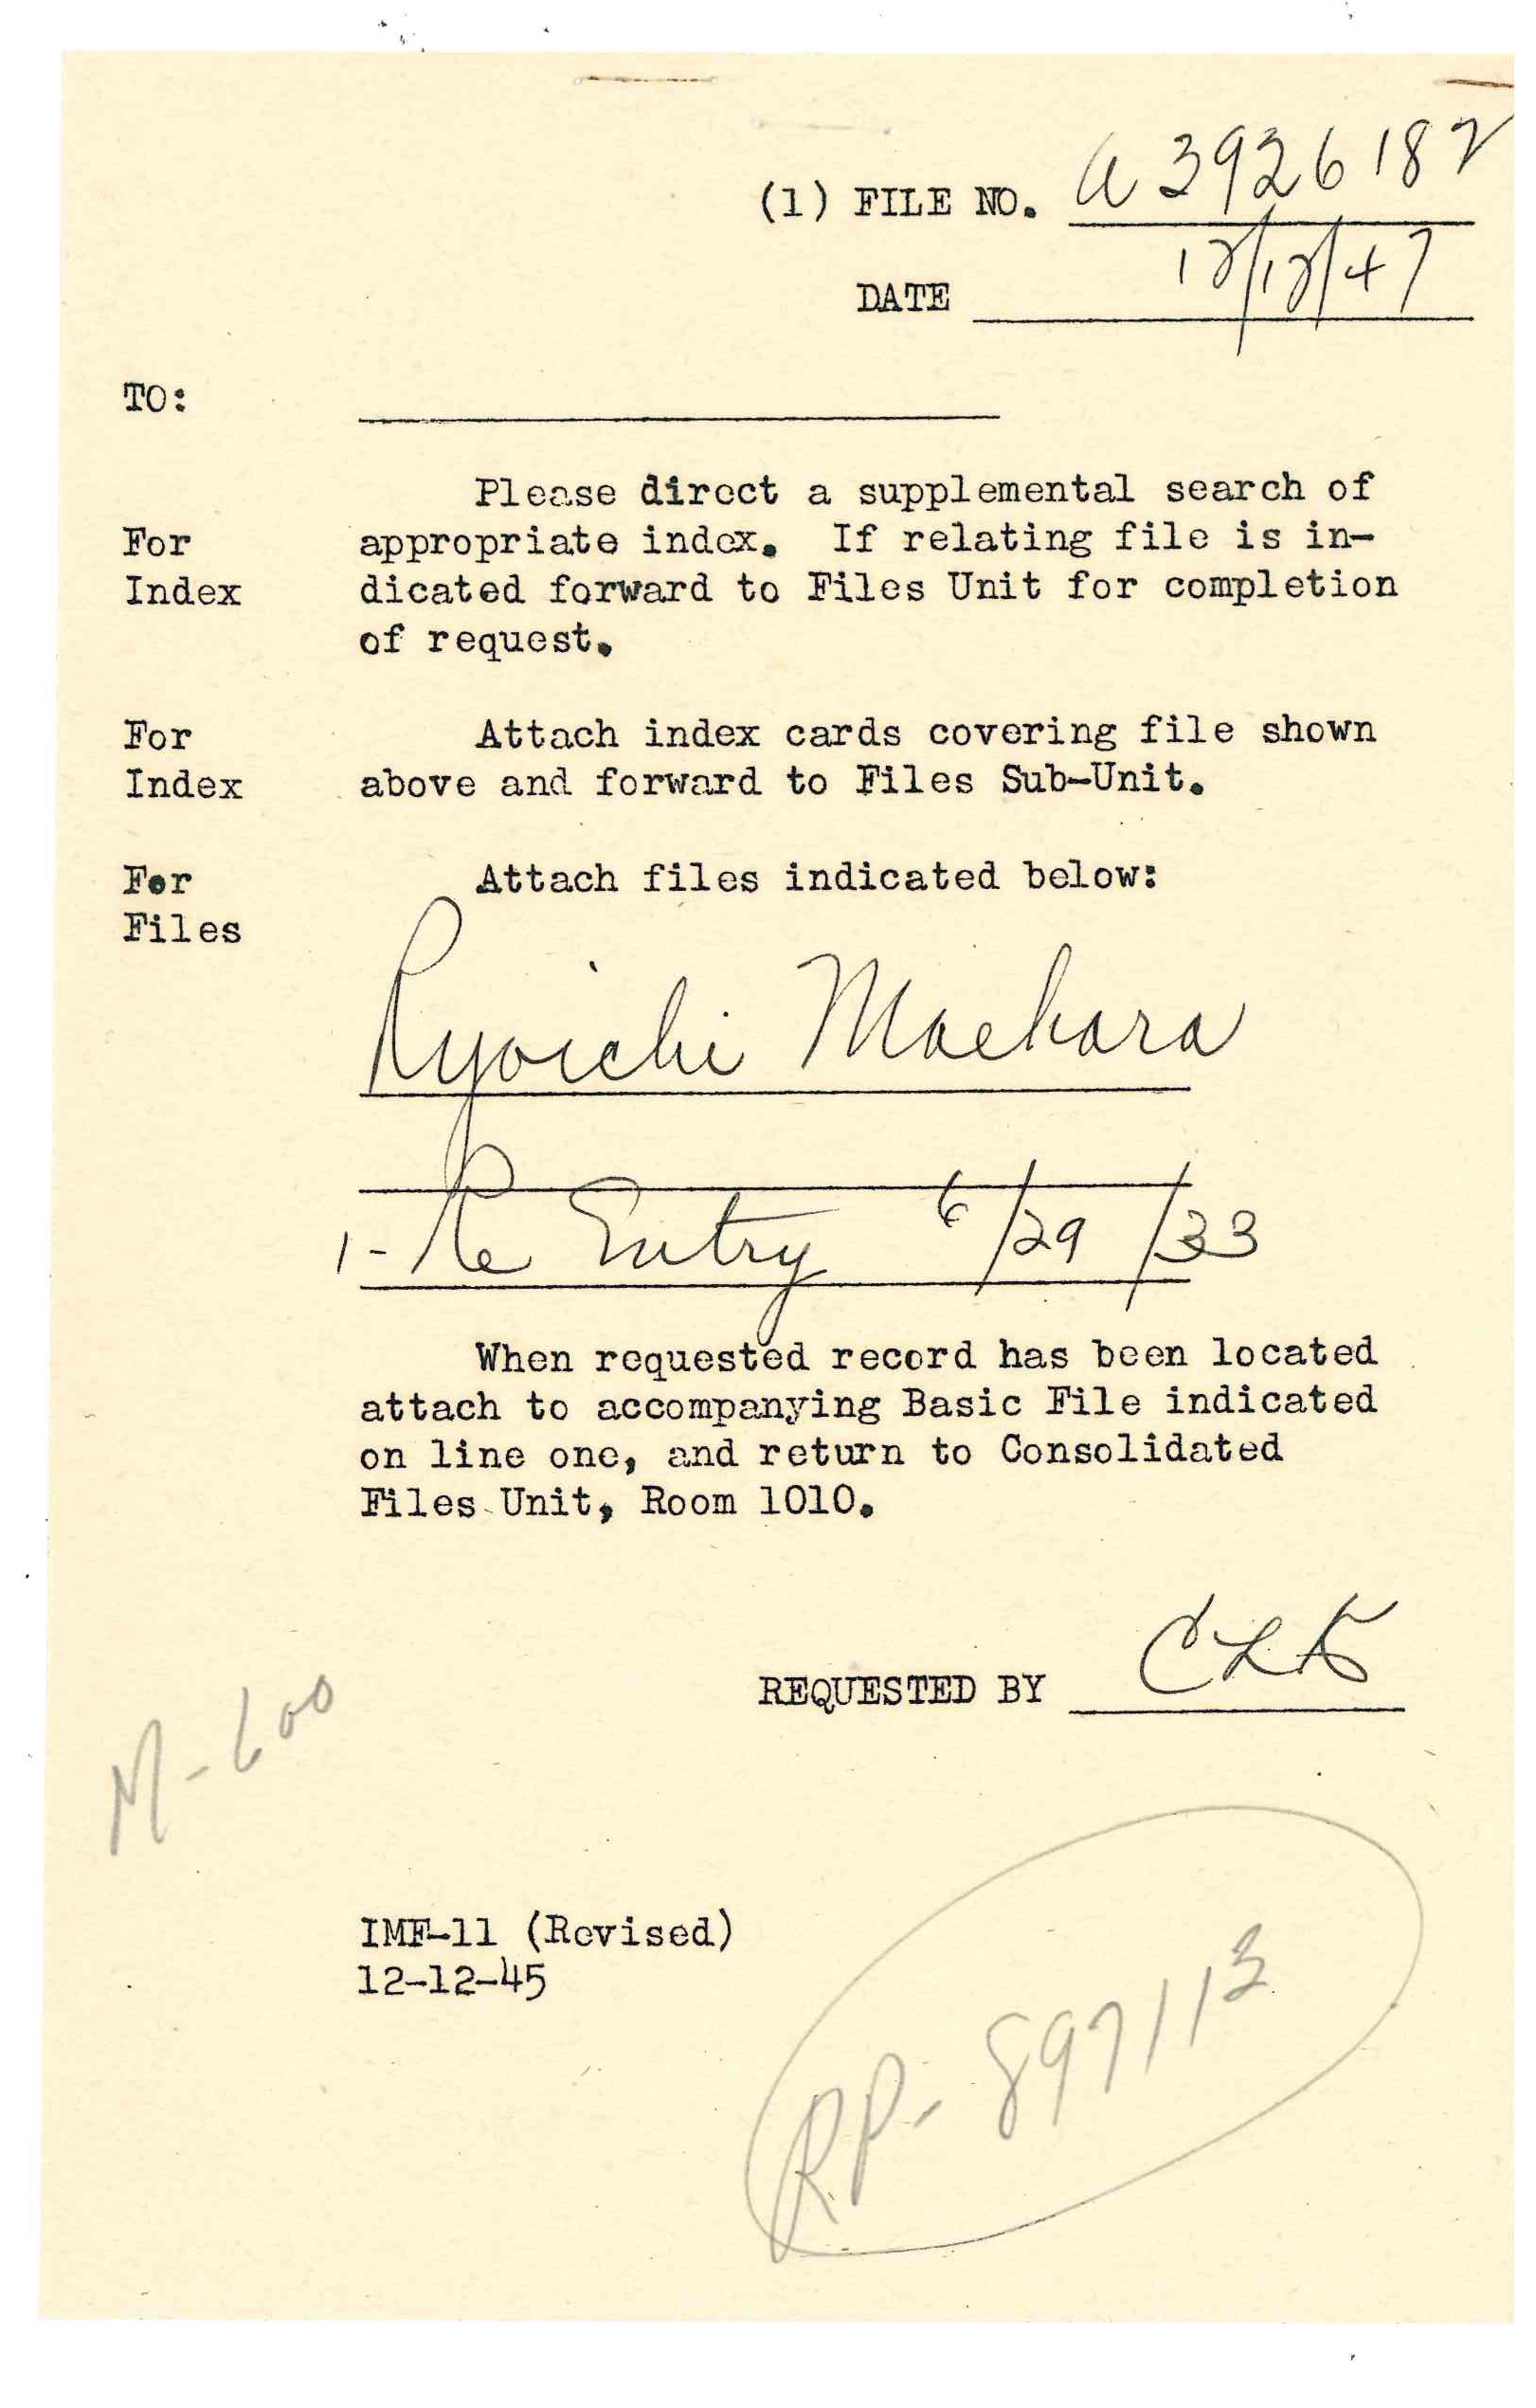 (1) FILE NO. a 3926182
DATE 12/12/47
TO:
Please direct a supplemental search of
For appropriate index. If relating file is in-
Index dicated forward to Files Unit for completion
of request.
For Attach index cards covering file shown
Index above and forward to Files Sub-Unit.
For Attach files indicated below:
Files
Ryoichi Maehara
1- Re Entry 6/29/33
When requested record has been located
attach to accompanying Basic File indicated
on line one, and return to Consolidated
Files Unit, Room 1010.
REQUESTED BY CLK
M-600
IMF-11 (Revised)
12-12-45
RP- 897113